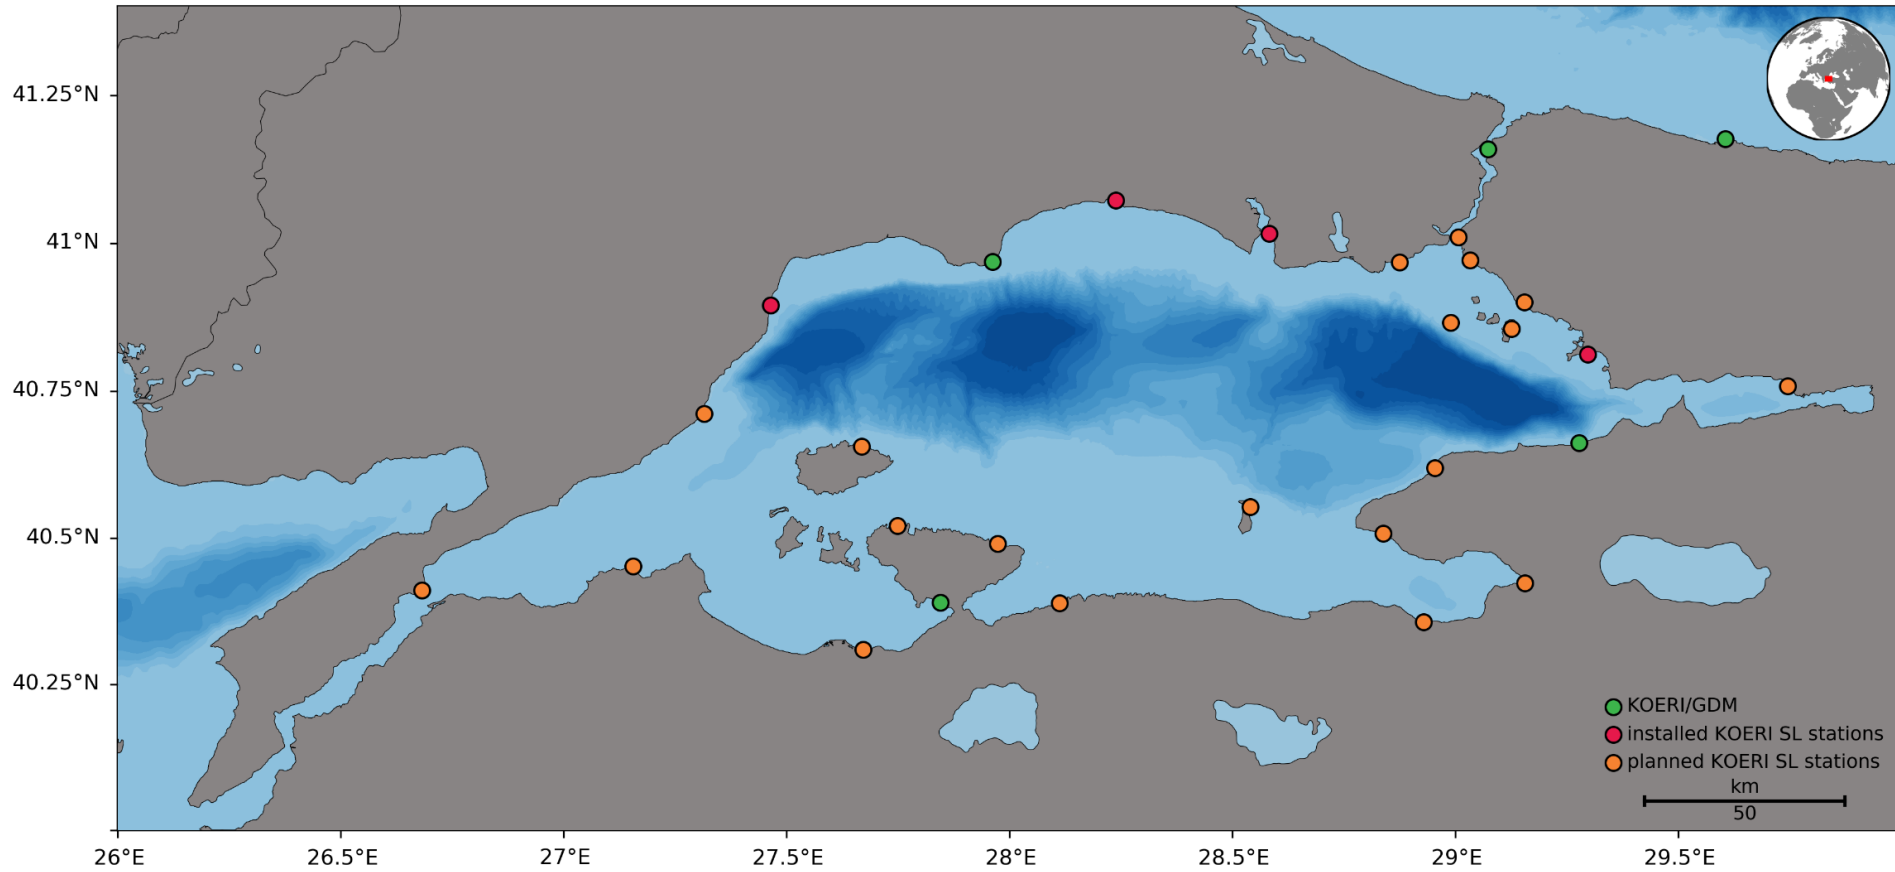 41.25°N
41°N
40.75°N
40.5°N
40.25°N
KOERI/GDM
installed KOERI SL stations
planned KOERI SL stations
km
50
26°E 26.5°E 27°E 27.5°E 28°E 28.5°E 29°E 29.5°E